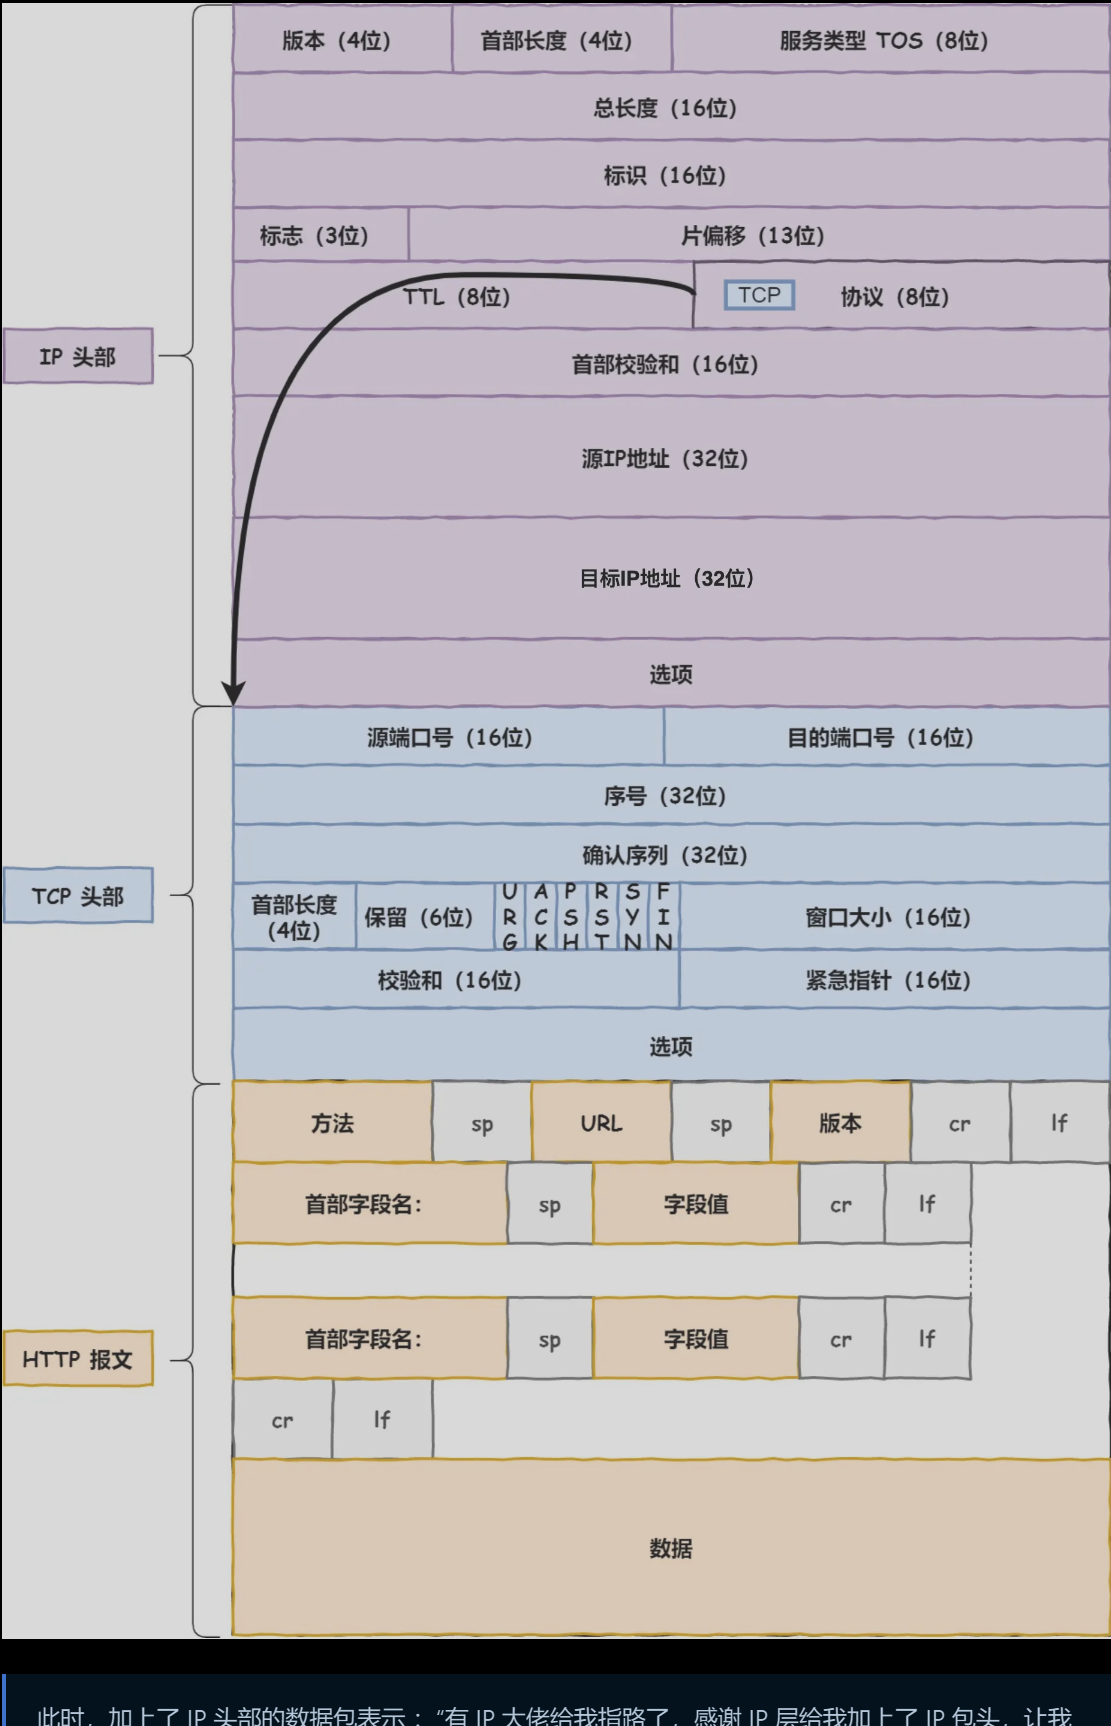 版本（4位） 首部长度（4位） 服务类型 TOS（8位）
总长度（16位）
标识（16位）
标志（3位） 片偏移（13位）
TTL（8位） TCP 协议（8位）
IP 头部
首部校验和（16位）
源IP地址（32位）
目标IP地址（32位）
选项
源端口号（16位） 目的端口号（16位）
序号（32位）
确认序列（32位）
TCP 头部
首部长度
（4位） 保留（6位） URG ACK PSH RST SYN FIN 窗口大小（16位）
校验和（16位） 紧急指针（16位）
选项
方法 sp URL sp 版本 cr lf
首部字段名： sp 字段值 cr lf
首部字段名： sp 字段值 cr lf
HTTP 报文
cr lf
数据
此时，加上了 IP 头部的数据包表示：“有 IP 大佬给我指路了，感谢 IP 层给我加上了 IP 包头，让我